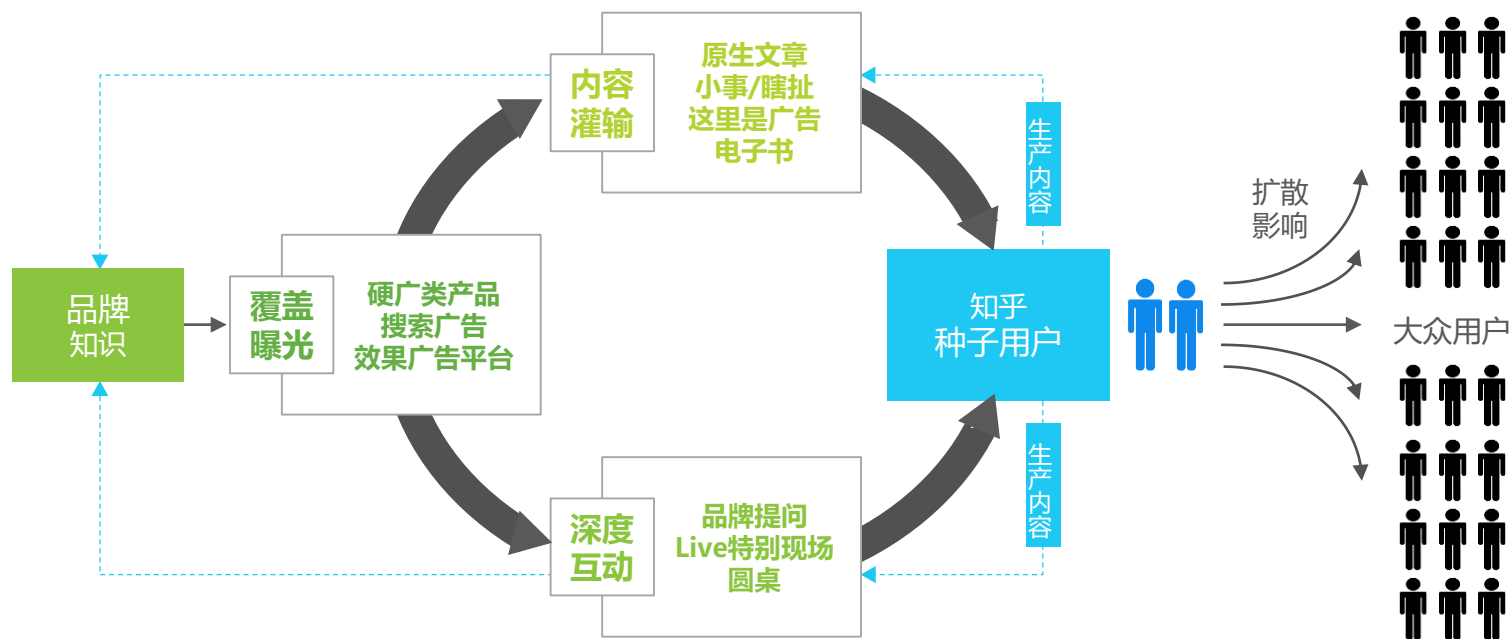 品牌
知识
覆盖
曝光
硬广类产品
搜索广告
效果广告平台
内容
灌输
原生文章
小事/瞎扯
这里是广告
电子书
深度
互动
品牌提问
Live特别现场
圆桌
生产内容
生产内容
知乎
种子用户
扩散
影响
大众用户